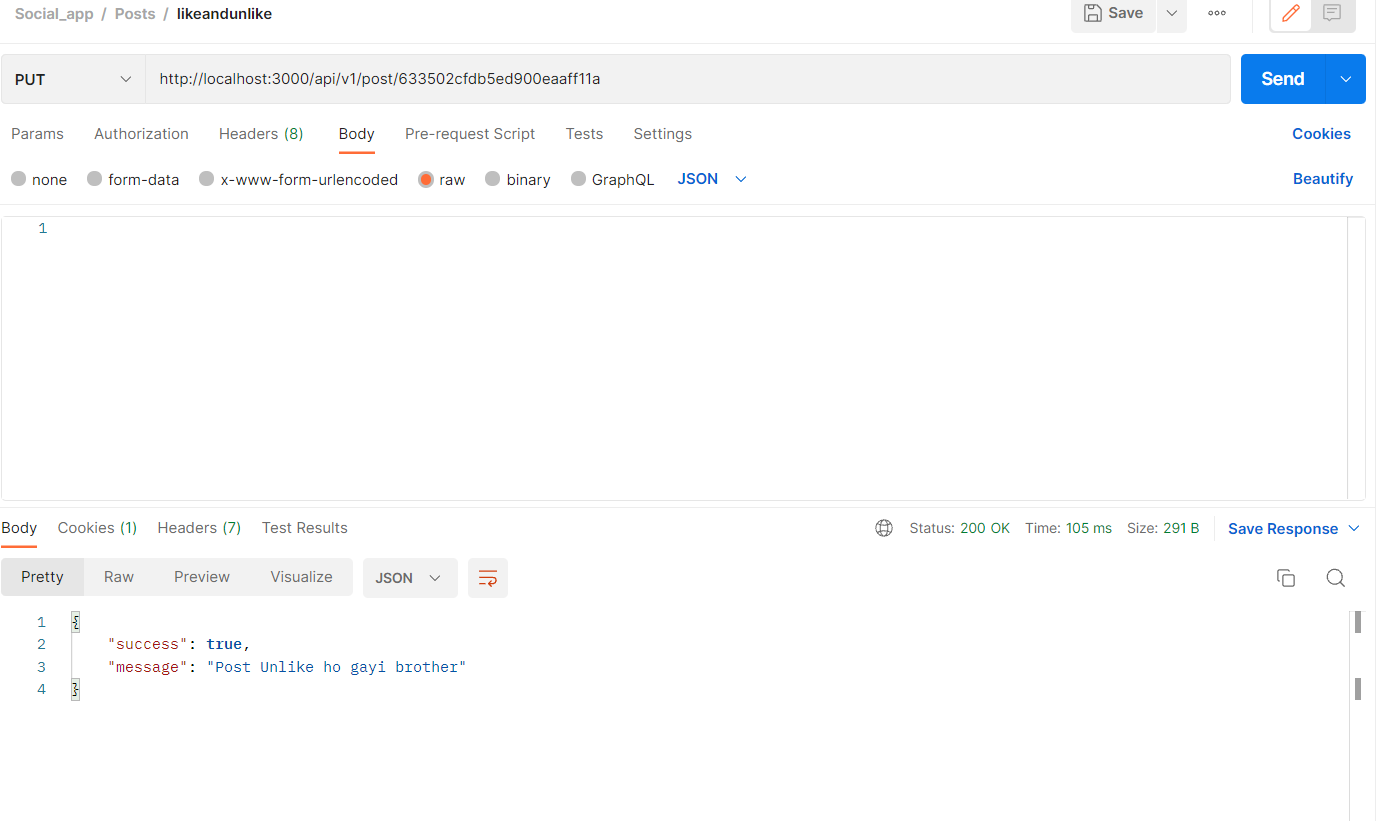 Social_app / Posts / likeandunlike
Save
PUT
http://localhost:3000/api/v1/post/633502cfdb5ed900eaaff11a
Send
Params Authorization Headers (8) Body Pre-request Script Tests Settings Cookies
none form-data x-www-form-urlencoded raw binary GraphQL JSON Beautify
1
Body Cookies (1) Headers (7) Test Results Status: 200 OK Time: 105 ms Size: 291 B Save Response
Pretty Raw Preview Visualize JSON
1 {
2 "success": true,
3 "message": "Post Unlike ho gayi brother"
4 }